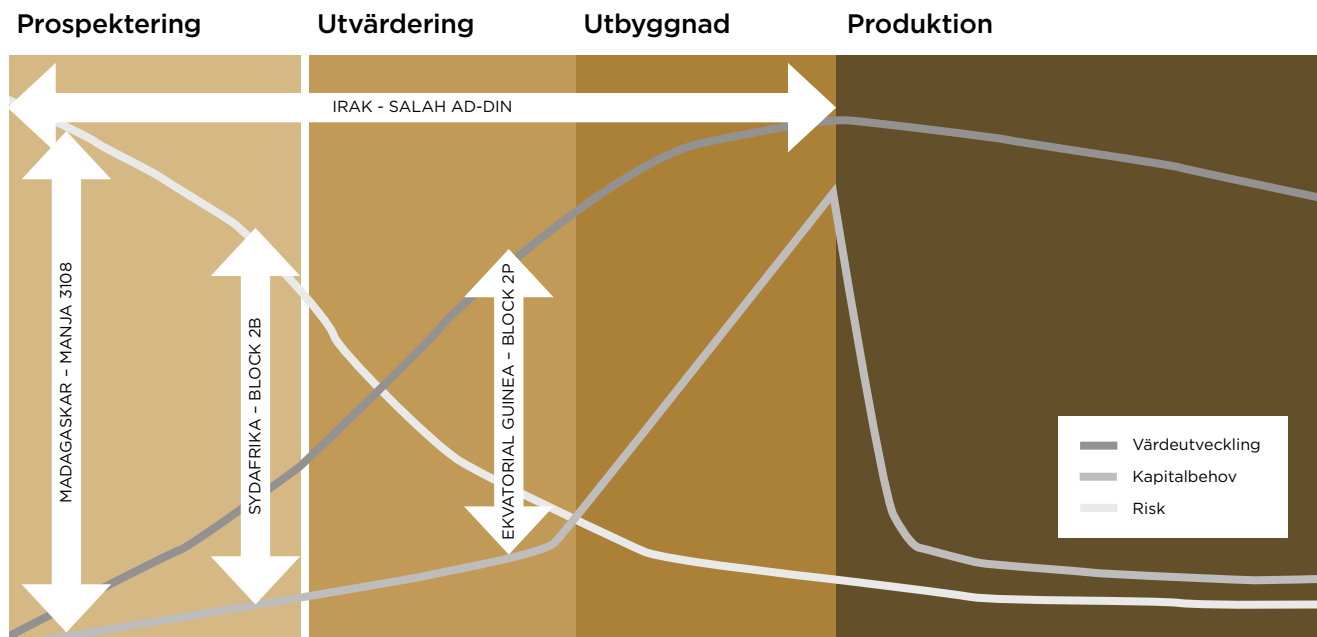 Prospektering
Utvärdering
Utbyggnad
Produktion
IRAK - SALAH AD-DIN
MADAGASKAR – MANJA 3108
SYDAFRIKA – BLOCK 2B
EKVATORIAL GUINEA – BLOCK 2P
Värdeutveckling
Kapitalbehov
Risk